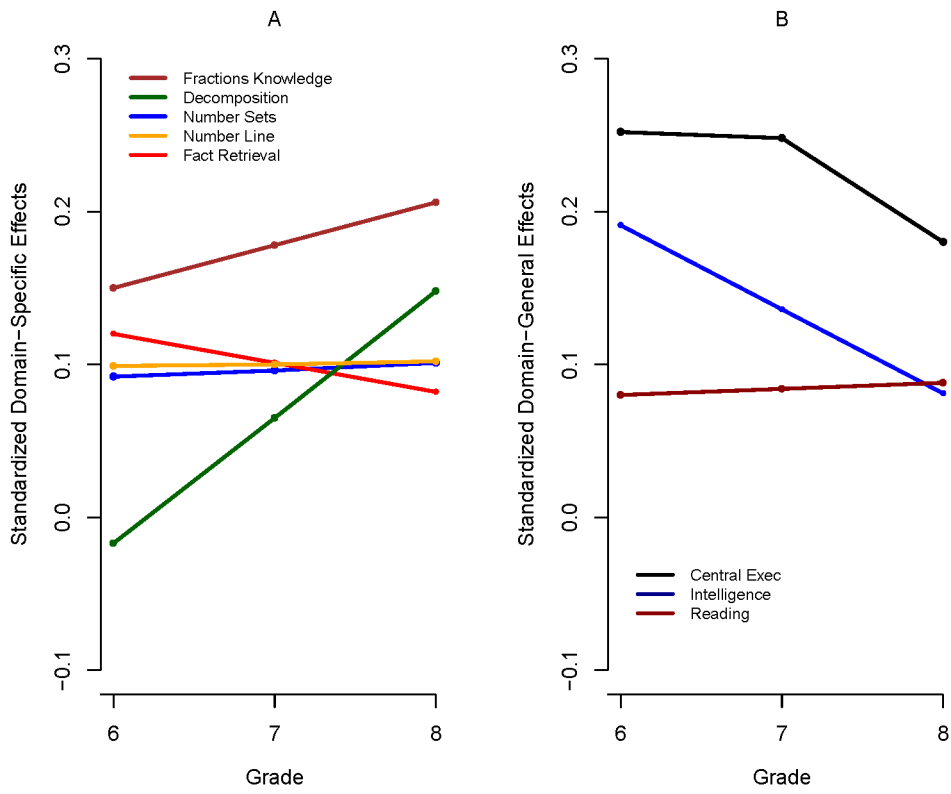 A
Standardized Domain−Specific Effects
0.3
0.2
0.1
0.0
−0.1
Fractions Knowledge
Decomposition
Number Sets
Number Line
Fact Retrieval
6
7
8
Grade
B
Standardized Domain−General Effects
0.3
0.2
0.1
0.0
−0.1
Central Exec
Intelligence
Reading
6
7
8
Grade